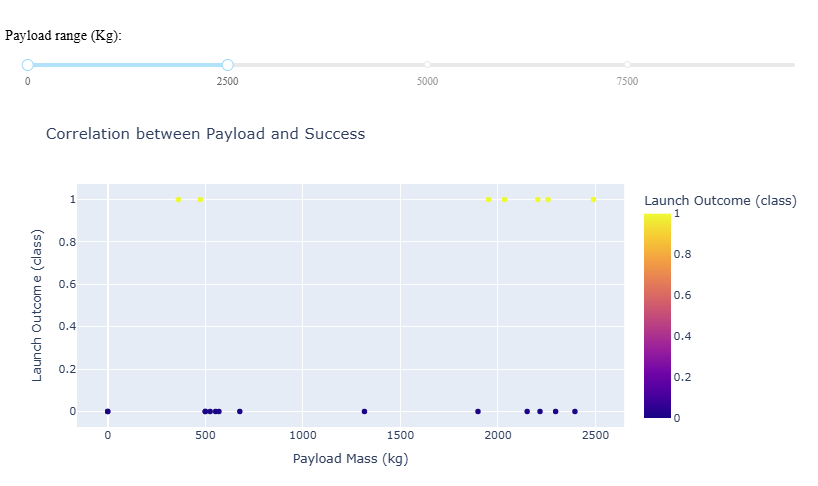 Payload range (Kg):
0 2500 5000 7500
Correlation between Payload and Success
Launch Outcome (class)
1
0.8
0.6
0.4
0.2
0
0 500 1000 1500 2000 2500
Payload Mass (kg)
Launch Outcome (class)
1
0.8
0.6
0.4
0.2
0